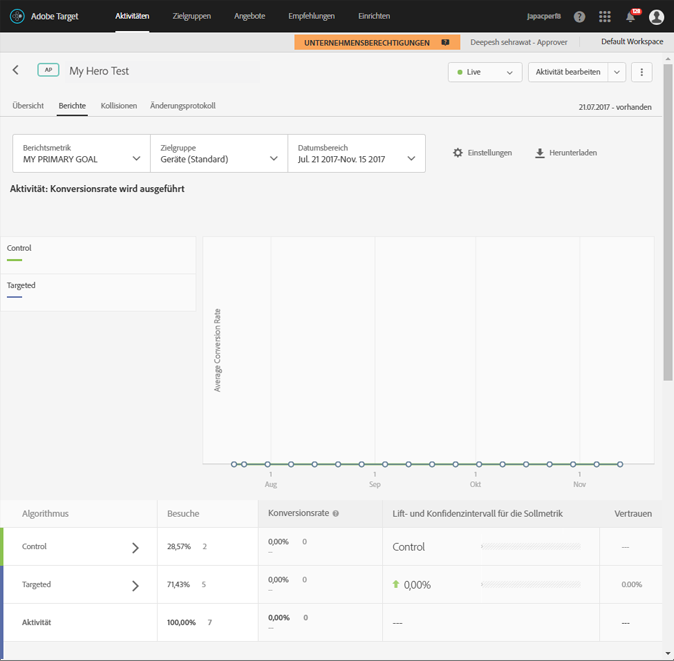 Adobe Target Aktivitäten Zielgruppen Angebote Empfehlungen Einrichten Japacperf8 ? 128
UNTERNEHMENSBERECHTIGUNGEN Deepesh sehrawat - Approver Default Workspace
AP My Hero Test Live Aktivität bearbeiten
Übersicht Berichte Kollisionen Änderungsprotokoll 21.07.2017 - vorhanden
Berichtsmetrik Zielgruppe Datumsbereich
MY PRIMARY GOAL Geräte (Standard) Jul. 21 2017-Nov. 15 2017 Einstellungen Herunterladen
Aktivität: Konversionsrate wird ausgeführt
Control
Targeted
Average Conversion Rate
1 1 1 1
Aug Sep Okt Nov
Algorithmus Besuche Konversionsrate ? Lift- und Konfidenzintervall für die Sollmetrik Vertrauen
Control 28,57% 2 0,00% 0 Control ---
--
Targeted 71,43% 5 0,00% 0 0,00% 0.00%
--
Aktivität 100,00% 7 0,00% 0 --- ---
--